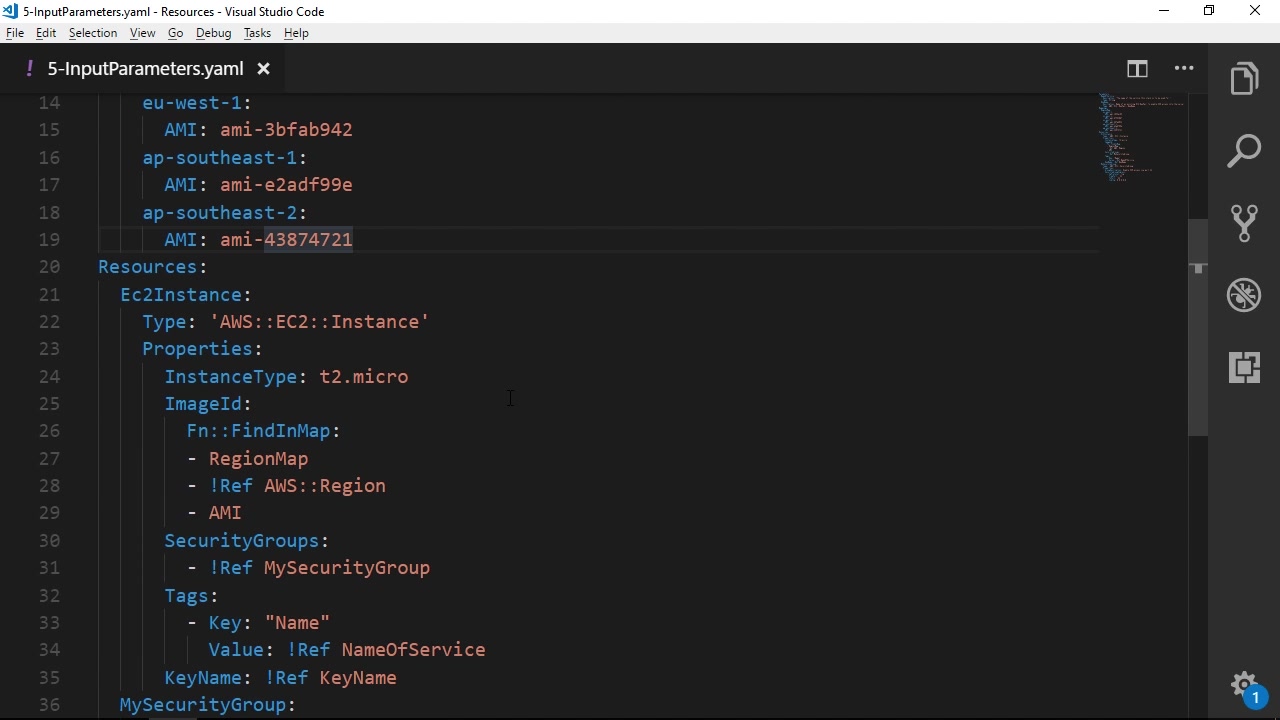 5-InputParameters.yaml - Resources - Visual Studio Code
File Edit Selection View Go Debug Tasks Help
! 5-InputParameters.yaml
14 eu-west-1:
15 AMI: ami-3bfab942
16 ap-southeast-1:
17 AMI: ami-e2adf99e
18 ap-southeast-2:
19 AMI: ami-43874721
20 Resources:
21 Ec2Instance:
22 Type: 'AWS::EC2::Instance'
23 Properties:
24 InstanceType: t2.micro
25 ImageId:
26 Fn::FindInMap:
27 - RegionMap
28 - !Ref AWS::Region
29 - AMI
30 SecurityGroups:
31 - !Ref MySecurityGroup
32 Tags:
33 - Key: "Name"
34 Value: !Ref NameOfService
35 KeyName: !Ref KeyName
36 MySecurityGroup:
1